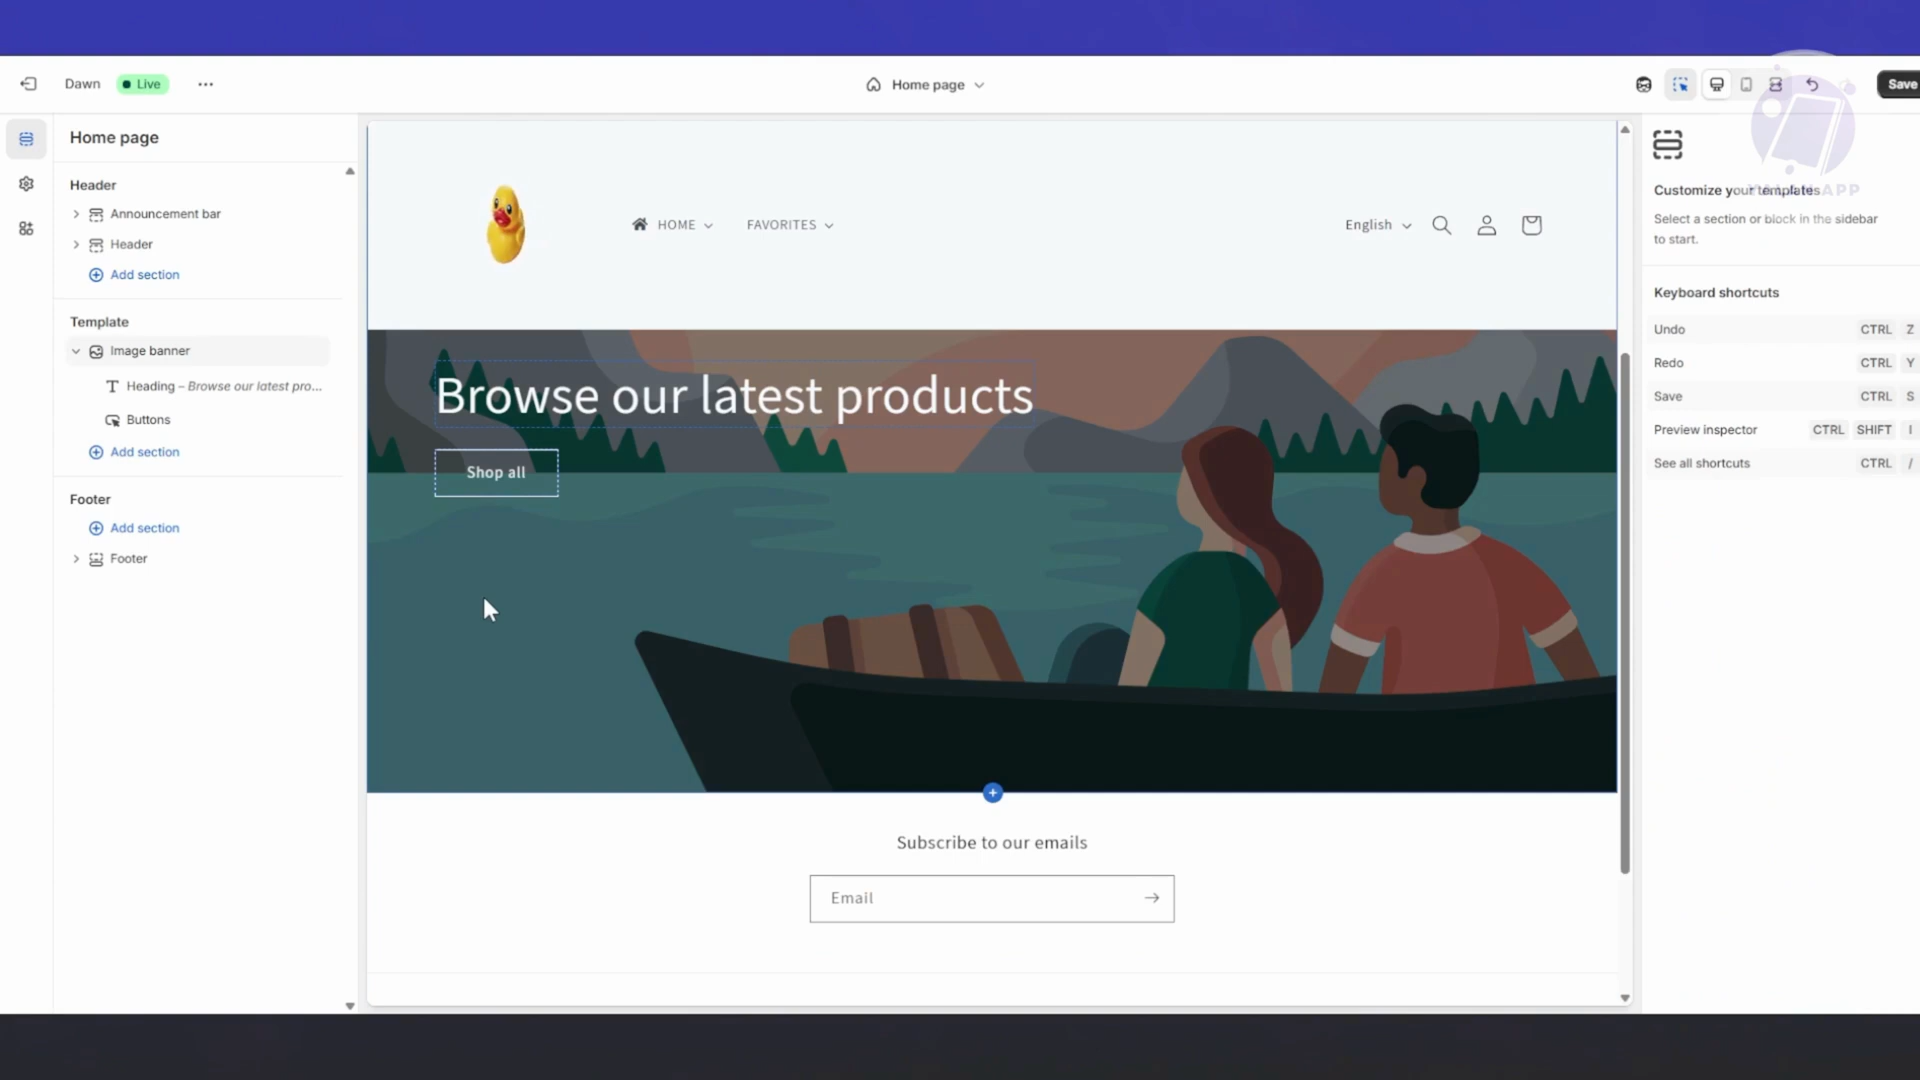 Dawn
Live
Home page
Save
Home page
Header
Announcement bar
Header
Add section
Template
Image banner
Heading – Browse our latest pro...
Buttons
Add section
Footer
Add section
Footer
HOME
FAVORITES
English
Browse our latest products
Shop all
Subscribe to our emails
Email
Customize your templates
Select a section or block in the sidebar
to start.
Keyboard shortcuts
Undo CTRL Z
Redo CTRL Y
Save CTRL S
Preview inspector CTRL SHIFT I
See all shortcuts CTRL /